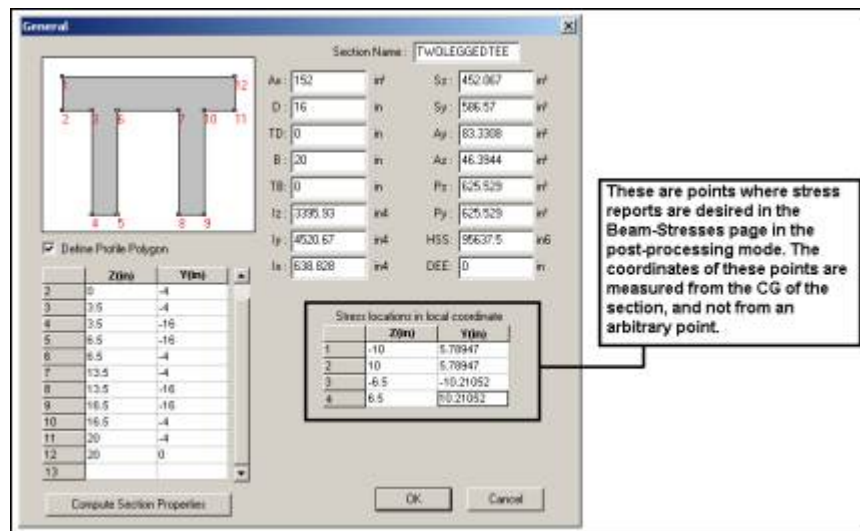 General
Section Name : TWOLEGGEDTEE
1 12
2 3 6 7 10 11
4 5 8 9
Ax : 152 in² Sz : 452.067 in³
D : 16 in Sy : 586.57 in³
TD : 0 in Ay : 83.3308 in²
B : 20 in Az : 46.3944 in²
TB : 0 in Pz : 625.529 in³
Iz : 3395.93 in4 Py : 625.529 in³
Iy : 4520.67 in4 HSS : 95637.5 in6
Ix : 638.828 in4 DEE : 0 in
Define Profile Polygon
Z(in) Y(in)
2 0 -4
3 3.5 -4
4 3.5 -16
5 6.5 -16
6 6.5 -4
7 13.5 -4
8 13.5 -16
9 16.5 -16
10 16.5 -4
11 20 -4
12 20 0
13
Compute Section Properties
Stress locations in local coordinate
Z(in) Y(in)
1 -10 5.78947
2 10 5.78947
3 -6.5 -10.21052
4 6.5 10.21052
OK Cancel
These are points where stress
reports are desired in the
Beam-Stresses page in the
post-processing mode. The
coordinates of these points are
measured from the CG of the
section, and not from an
arbitrary point.